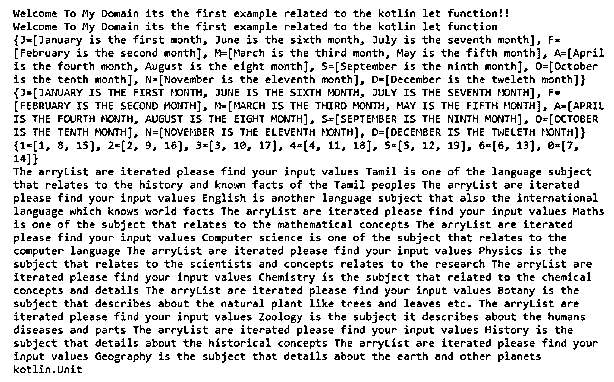 Welcome To My Domain its the first example related to the kotlin let function!!
Welcome To My Domain its the first example related to the kotlin let function
{J=[January is the first month, June is the sixth month, July is the seventh month], F=
[February is the second month], M=[March is the third month, May is the fifth month], A=[April
is the fourth month, August is the eight month], S=[September is the ninth month], O=[October
is the tenth month], N=[November is the eleventh month], D=[December is the tweleth month]}
{J=[JANUARY IS THE FIRST MONTH, JUNE IS THE SIXTH MONTH, JULY IS THE SEVENTH MONTH], F=
[FEBRUARY IS THE SECOND MONTH], M=[MARCH IS THE THIRD MONTH, MAY IS THE FIFTH MONTH], A=[APRIL
IS THE FOURTH MONTH, AUGUST IS THE EIGHT MONTH], S=[SEPTEMBER IS THE NINTH MONTH], O=[OCTOBER
IS THE TENTH MONTH], N=[NOVEMBER IS THE ELEVENTH MONTH], D=[DECEMBER IS THE TWELETH MONTH]}
{1=[1, 8, 15], 2=[2, 9, 16], 3=[3, 10, 17], 4=[4, 11, 18], 5=[5, 12, 19], 6=[6, 13], 0=[7,
14]}
The arryList are iterated please find your input values Tamil is one of the language subject
that relates to the history and known facts of the Tamil peoples The arryList are iterated
please find your input values English is another language subject that also the international
language which knows world facts The arryList are iterated please find your input values Maths
is one of the subject that relates to the mathematical concepts The arryList are iterated
please find your input values Computer science is one of the subject that relates to the
computer language The arryList are iterated please find your input values Physics is the
subject that relates to the scientists and concepts relates to the research The arryList are
iterated please find your input values Chemistry is the subject that related to the chemical
concepts and details The arryList are iterated please find your input values Botany is the
subject that describes about the natural plant like trees and leaves etc. The arryList are
iterated please find your input values Zoology is the subject it describes about the humans
diseases and parts The arryList are iterated please find your input values History is the
subject that details about the historical concepts The arryList are iterated please find your
input values Geography is the subject that details about the earth and other planets
kotlin.Unit